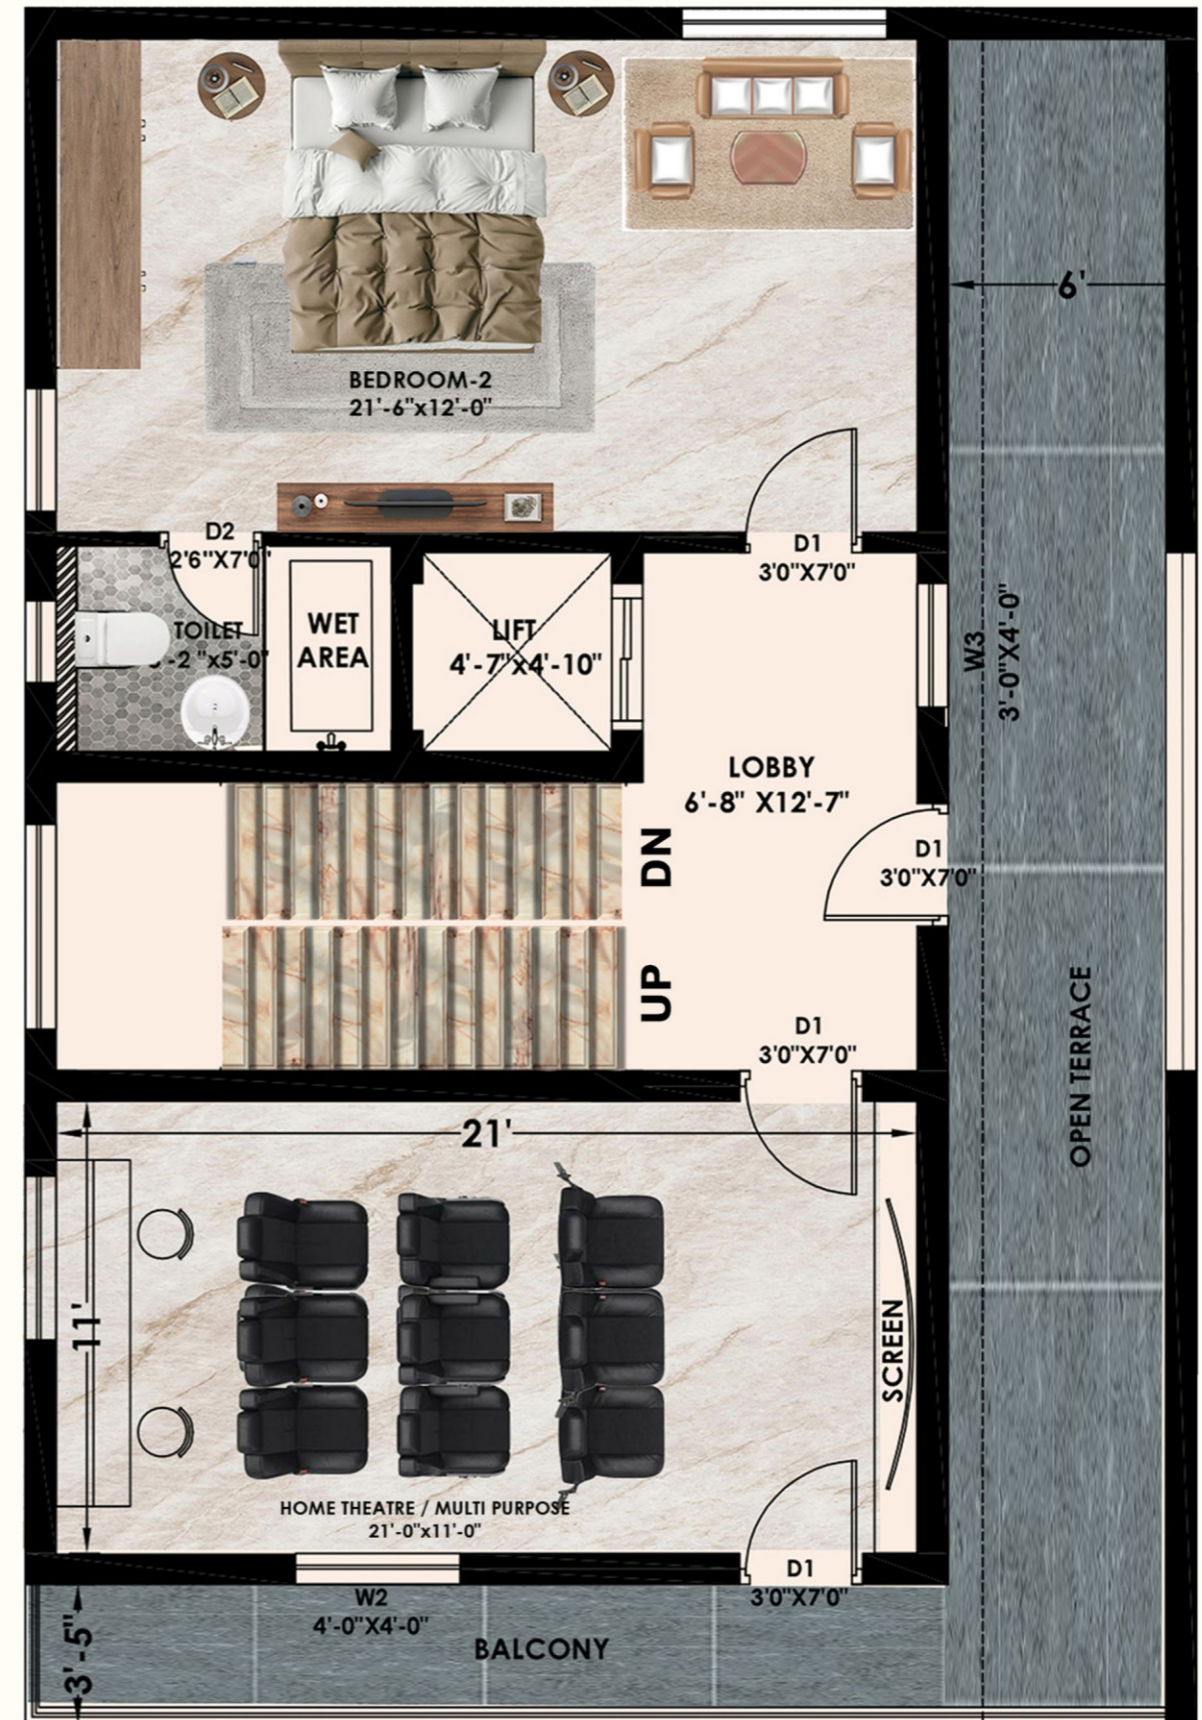 6'
BEDROOM-2
21'-6"x12'-0"
D2
2'6"X7'0"
D1
3'0"X7'0"
TOILET
-2 "x5'-0"
WET
AREA
LIFT
4'-7"x4'-10"
W3
3'-0"X4'-0"
LOBBY
6'-8" X12'-7"
DN
D1
3'0"X7'0"
UP
OPEN TERRACE
D1
3'0"X7'0"
21'
11'
SCREEN
HOME THEATRE / MULTI PURPOSE
21'-0"x11'-0"
D1
3'0"X7'0"
W2
4'-0"X4'-0"
BALCONY
3'-5"